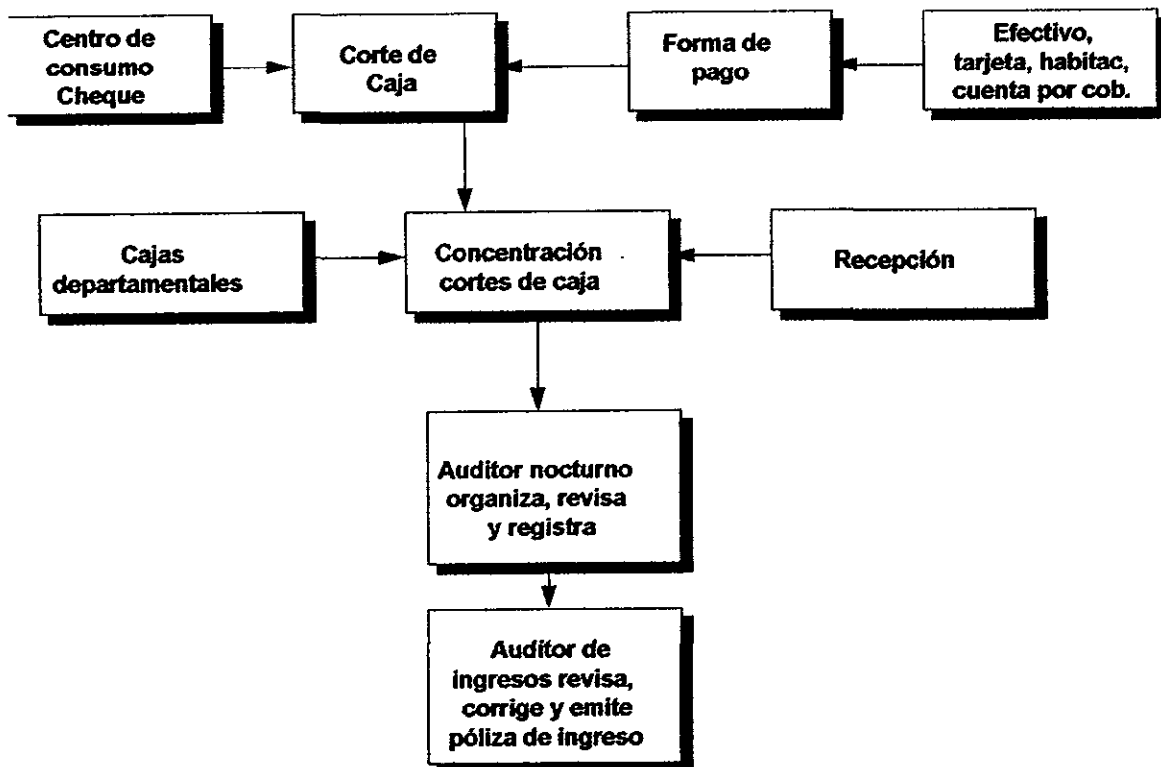 Centro de
consumo
Cheque
Corte de
Caja
Forma de
pago
Efectivo,
tarjeta, habitac,
cuenta por cob.
Cajas
departamentales
Concentración
cortes de caja
Recepción
Auditor nocturno
organiza, revisa
y registra
Auditor de
ingresos revisa,
corrige y emite
póliza de ingreso